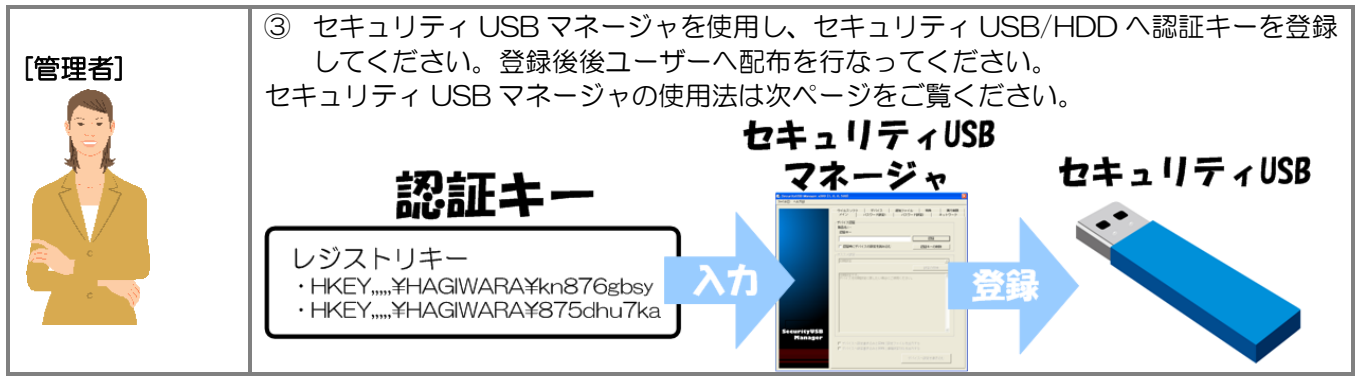 [管理者]
③ セキュリティ USB マネージャを使用し、セキュリティ USB/HDD へ認証キーを登録
してください。登録後後ユーザーへ配布を行なってください。
セキュリティ USB マネージャの使用法は次ページをご覧ください。
認証キー
レジストリキー
・HKEY,,,,,¥HAGIWARA¥kn876gbsy
・HKEY,,,,,¥HAGIWARA¥875dhu7ka
入力
セキュリティUSB
マネージャ
SecurityUSB
Manager
登録
セキュリティUSB